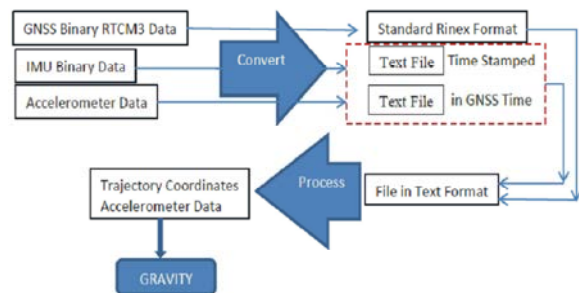 GNSS Binary RTCM3 Data
Standard Rinex Format
IMU Binary Data
Convert
Text File Time Stamped
Accelerometer Data
Text File in GNSS Time
Trajectory Coordinates
Accelerometer Data
Process
File in Text Format
GRAVITY